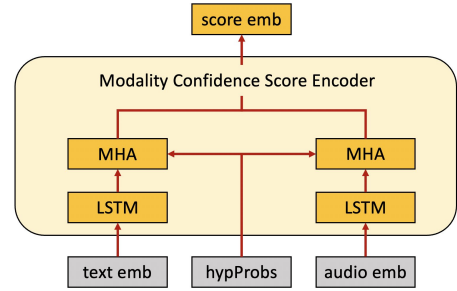 score emb
Modality Confidence Score Encoder
MHA
MHA
LSTM
LSTM
text emb
hypProbs
audio emb